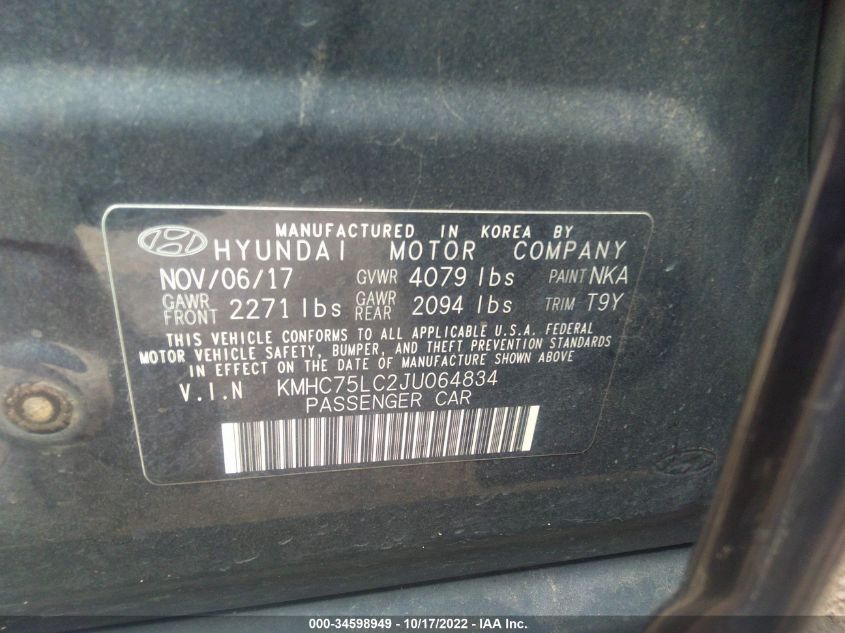 MANUFACTURED IN KOREA BY
HYUNDAI MOTOR COMPANY
NOV/06/17 GVWR 4079 lbs PAINT NKA
GAWR FRONT 2271 lbs GAWR REAR 2094 lbs TRIM T9Y
THIS VEHICLE CONFORMS TO ALL APPLICABLE U.S.A. FEDERAL
MOTOR VEHICLE SAFETY, BUMPER, AND THEFT PREVENTION STANDARDS
IN EFFECT ON THE DATE OF MANUFACTURE SHOWN ABOVE
V.I.N KMHC75LC2JU064834
PASSENGER CAR
000-34598949 - 10/17/2022 - IAA Inc.